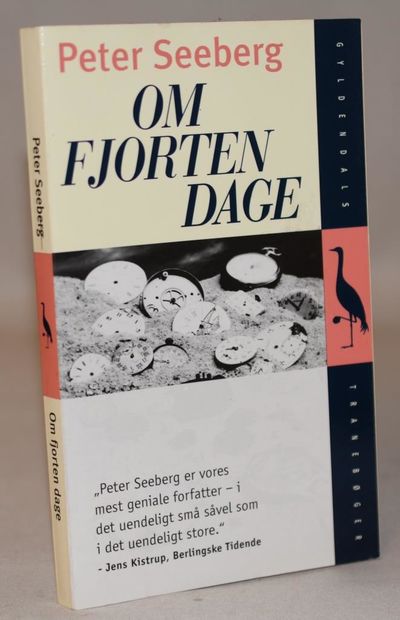 Peter Seeberg
OM
FJORTEN
DAGE
„Peter Seeberg er vores
mest geniale forfatter – i
det uendeligt små såvel som
i det uendeligt store.“
- Jens Kistrup, Berlingske Tidende
GYLDENDALS
TRANEBØGER
Peter Seeberg
Om fjorten dage